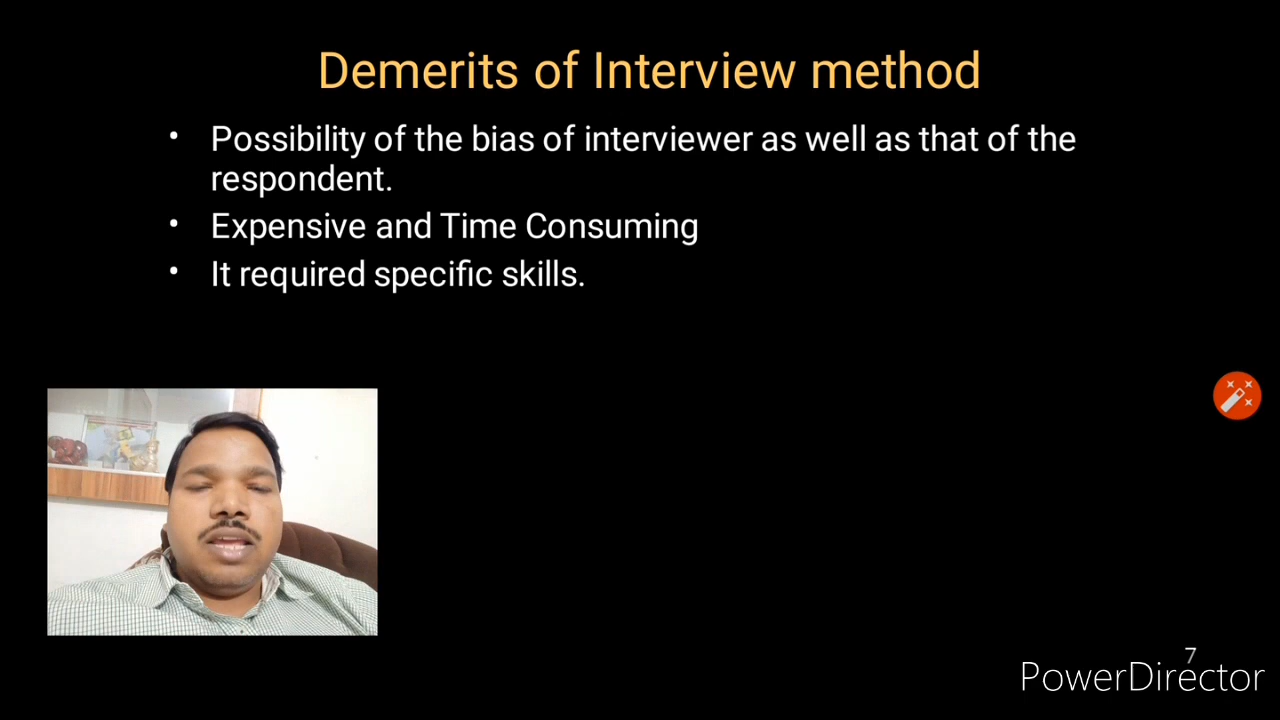 Demerits of Interview method
• Possibility of the bias of interviewer as well as that of the
respondent.
• Expensive and Time Consuming
• It required specific skills.
7
PowerDirector